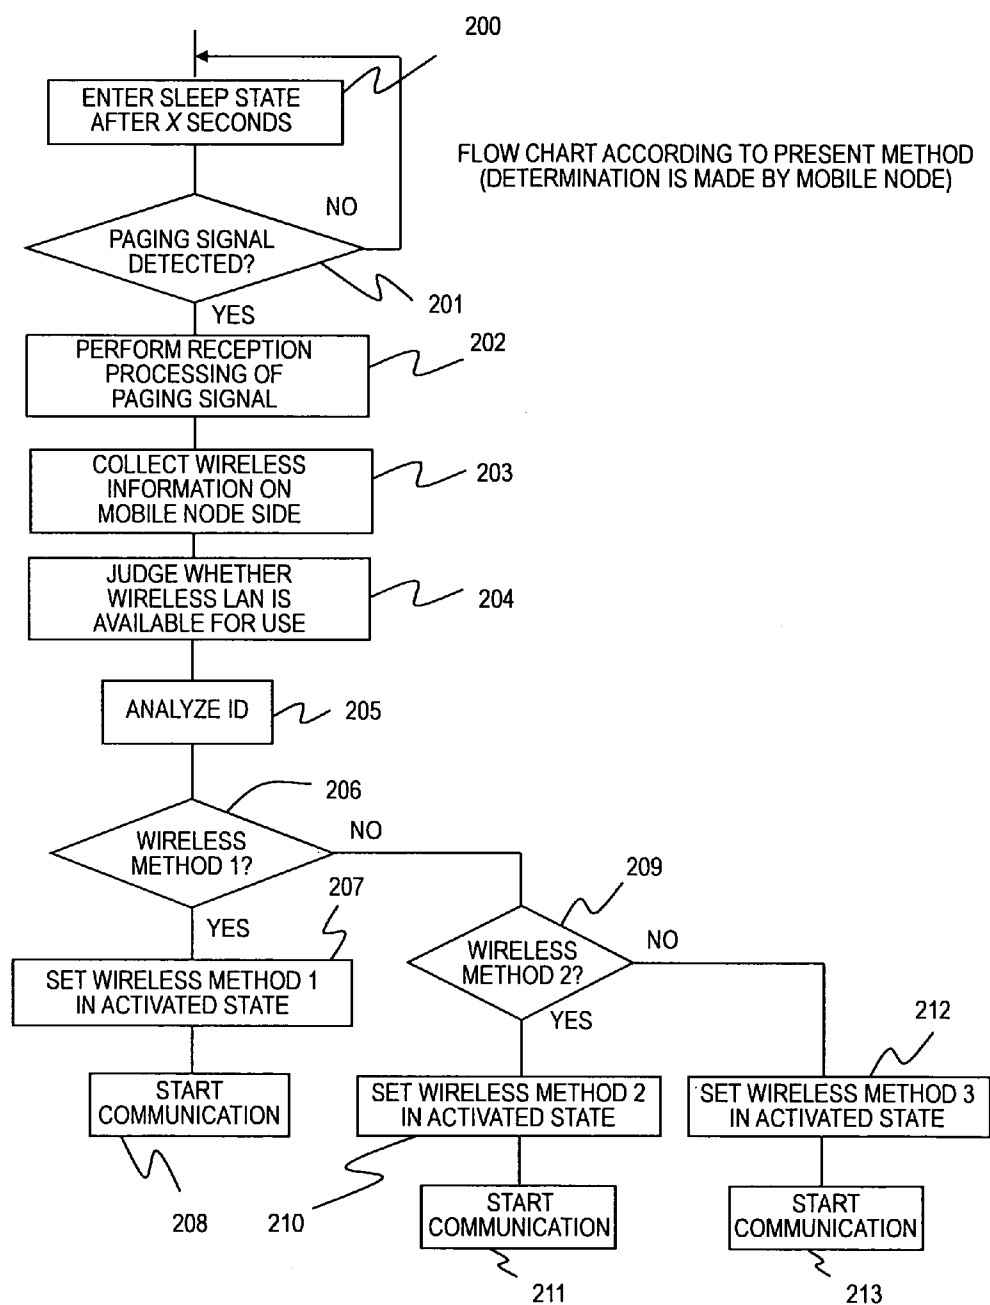 200
ENTER SLEEP STATE
AFTER X SECONDS
FLOW CHART ACCORDING TO PRESENT METHOD
(DETERMINATION IS MADE BY MOBILE NODE)
NO
PAGING SIGNAL
DETECTED?
201
YES
202
PERFORM RECEPTION
PROCESSING OF
PAGING SIGNAL
203
COLLECT WIRELESS
INFORMATION ON
MOBILE NODE SIDE
JUDGE WHETHER
WIRELESS LAN IS
AVAILABLE FOR USE
204
ANALYZE ID
205
206
WIRELESS
METHOD 1?
NO
207
209
YES
WIRELESS
METHOD 2?
NO
SET WIRELESS METHOD 1
IN ACTIVATED STATE
YES
212
START
COMMUNICATION
SET WIRELESS METHOD 2
IN ACTIVATED STATE
SET WIRELESS METHOD 3
IN ACTIVATED STATE
208
210
START
COMMUNICATION
START
COMMUNICATION
211
213